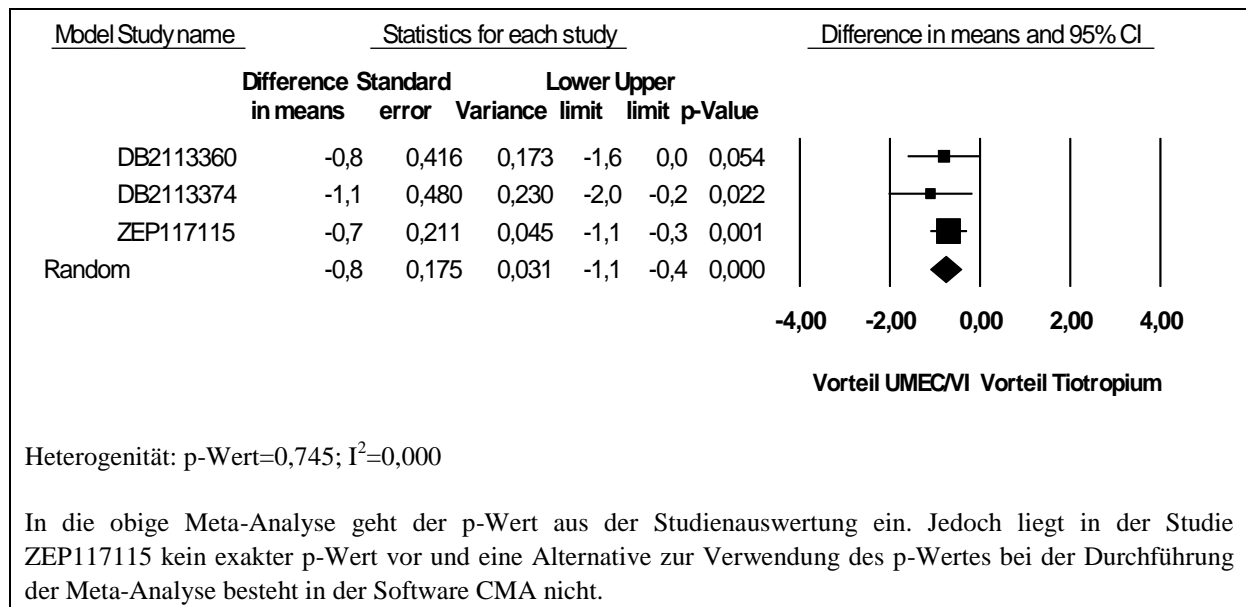 Model Study name Statistics for each study Difference in means and 95% CI
Difference Standard Lower Upper
in means error Variance limit limit p-Value
DB2113360 -0,8 0,416 0,173 -1,6 0,0 0,054
DB2113374 -1,1 0,480 0,230 -2,0 -0,2 0,022
ZEP117115 -0,7 0,211 0,045 -1,1 -0,3 0,001
Random -0,8 0,175 0,031 -1,1 -0,4 0,000
-4,00 -2,00 0,00 2,00 4,00
Vorteil UMEC/VI Vorteil Tiotropium
Heterogenität: p-Wert=0,745; I²=0,000
In die obige Meta-Analyse geht der p-Wert aus der Studienauswertung ein. Jedoch liegt in der Studie
ZEP117115 kein exakter p-Wert vor und eine Alternative zur Verwendung des p-Wertes bei der Durchführung
der Meta-Analyse besteht in der Software CMA nicht.